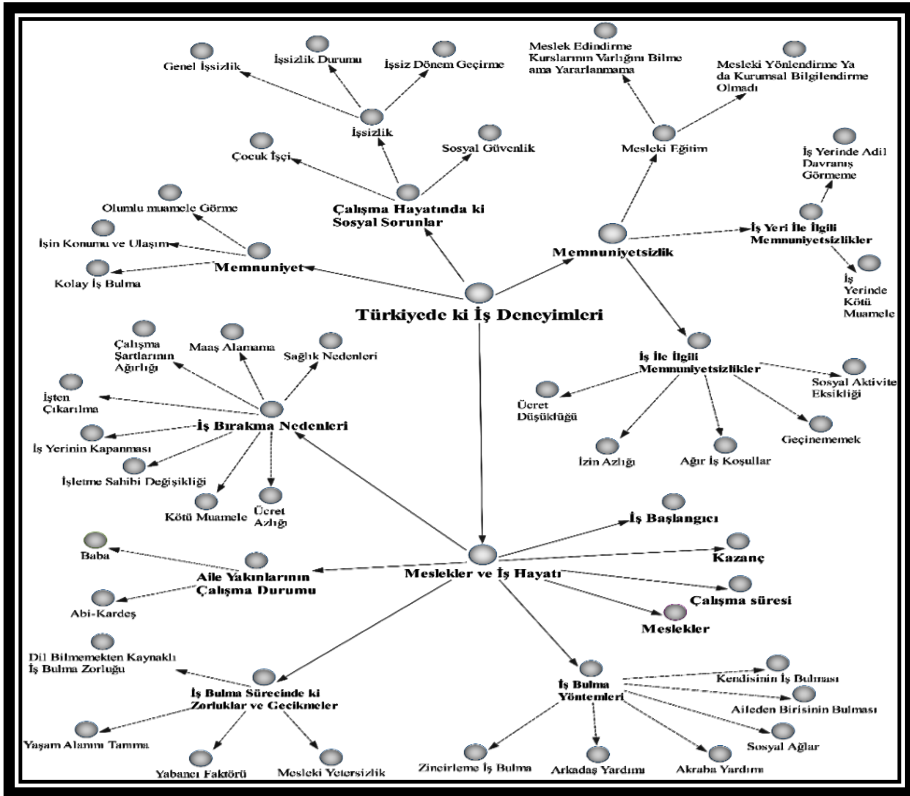 Genel İşsizlik
İşsizlik Durumu
İşsiz Dönem Geçirme
İşsizlik
Çocuk İşçi
Sosyal Güvenlik
Çalışma Hayatında ki
Sosyal Sorunlar
Meslek Edindirme
Kurslarının Varlığını Bilme
ama Yararlanmama
Mesleki Yönlendirme Ya
da Kurumsal Bilgilendirme
Olmadı
Mesleki Eğitim
İş Yerinde Adil
Davranış
Görmeme
İş Yeri İle İlgili
Memnuniyetsizlikler
İş
Yerinde
Kötü
Muamele
Memnuniyetsizlik
Olumlu muamele Görme
İşin Konumu ve Ulaşım
Kolay İş Bulma
Memnuniyet
Türkiyede ki İş Deneyimleri
Çalışma
Şartlarının
Ağırlığı
Maaş Alamama
Sağlık Nedenleri
İşten
Çıkarılma
İş Bırakma Nedenleri
İş Yerinin Kapanması
İşletme Sahibi Değişikliği
Kötü Muamele
Ücret
Azlığı
İş İle İlgili
Memnuniyetsizlikler
Sosyal Aktivite
Eksikliği
Ücret
Düşüklüğü
Geçinememek
İzin Azlığı
Ağır İş Koşullar
İş Başlangıcı
Kazanç
Meslekler ve İş Hayatı
Çalışma süresi
Meslekler
Baba
Aile Yakınlarının
Çalışma Durumu
Abi-Kardeş
Dil Bilmemekten Kaynaklı
İş Bulma Zorluğu
İş Bulma Sürecinde ki
Zorluklar ve Gecikmeler
Yaşam Alanını Tanıma
Yabancı Faktörü
Mesleki Yetersizlik
İş Bulma
Yöntemleri
Kendisinin İş Bulması
Aileden Birisinin Bulması
Sosyal Ağlar
Zincirleme İş Bulma
Arkadaş Yardımı
Akraba Yardımı